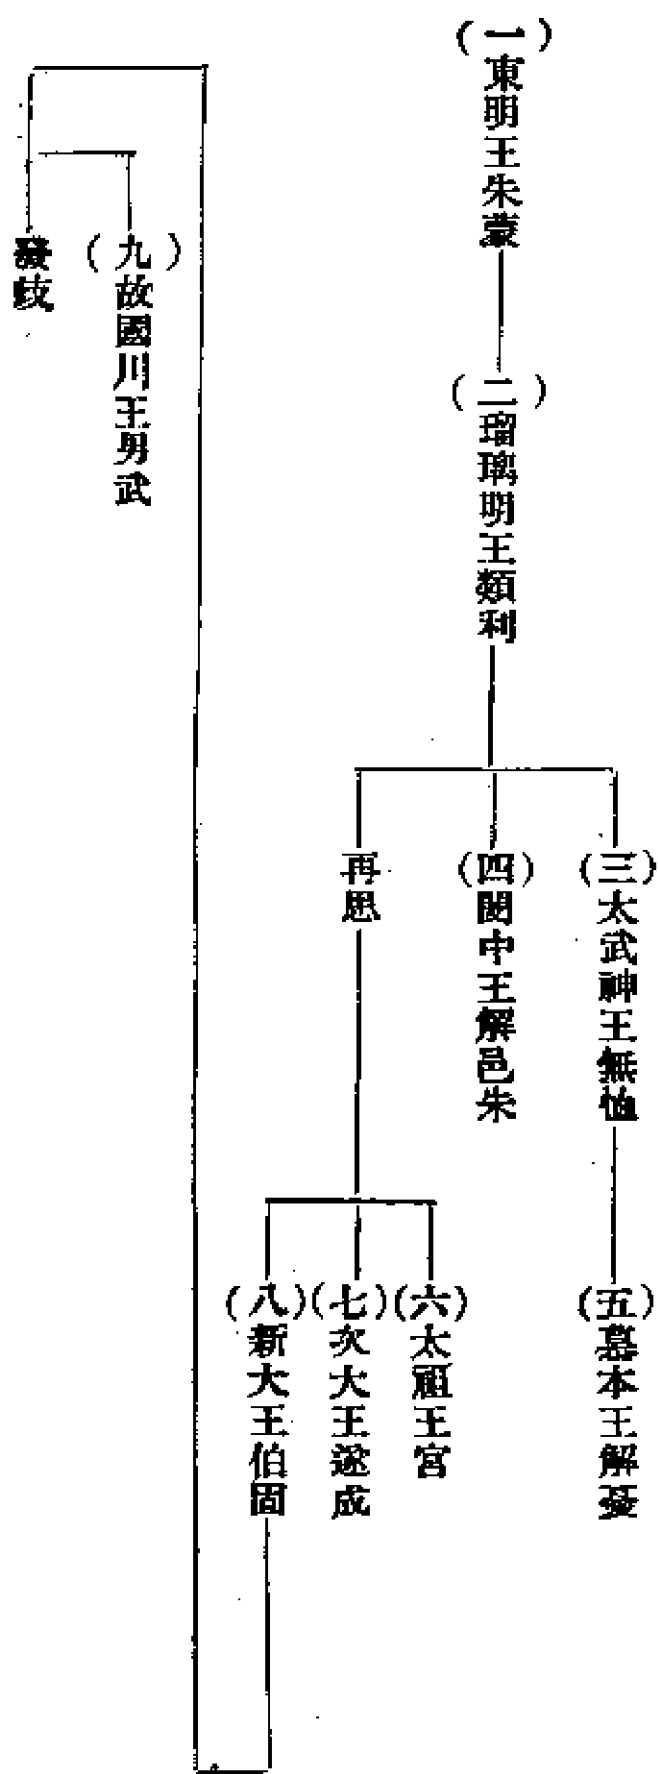 (一)東明王朱蒙
(二)瑠璃明王類利
(三)太武神王無恤
(四)閔中王解邑朱
再思
(五)慕本王解憂
(六)太祖王宮
(七)次大王遂成
(八)新大王伯固
(九)故國川王男武
發歧